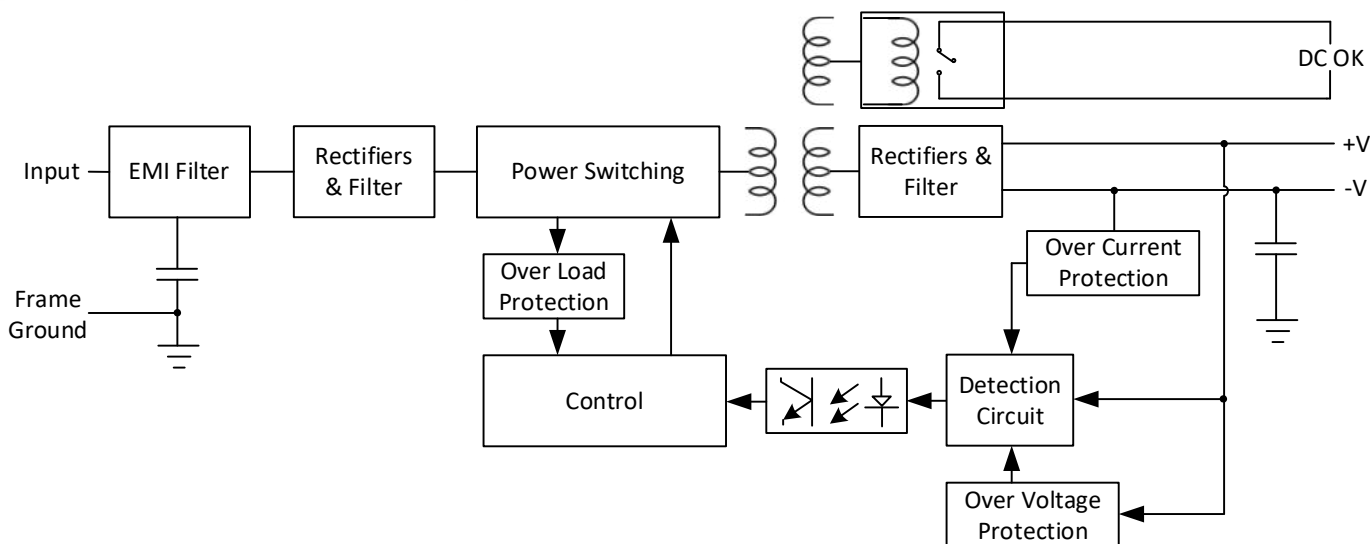 DC OK
Input
EMI Filter
Rectifiers
& Filter
Power Switching
Rectifiers &
Filter
+V
-V
Over Load
Protection
Over Current
Protection
Frame
Ground
Control
Detection
Circuit
Over Voltage
Protection